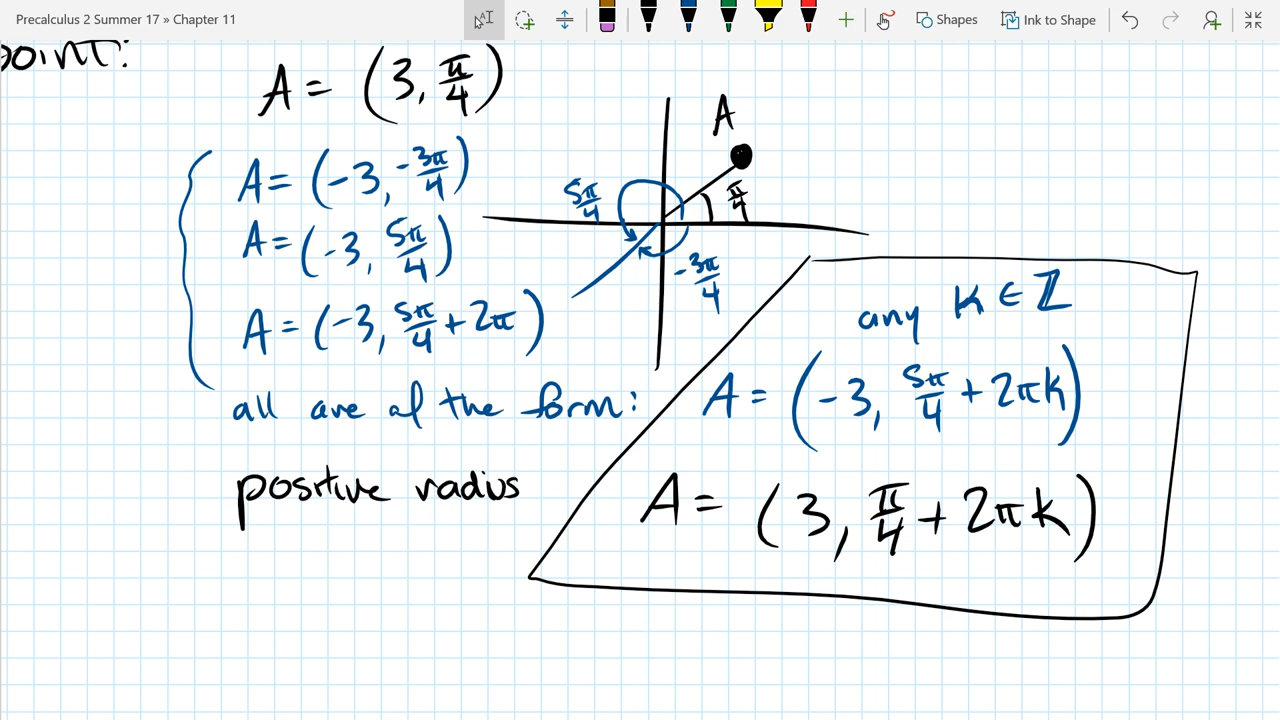 Precalculus 2 Summer 17 » Chapter 11
Shapes
Ink to Shape
point:
A = (3, π/4)
A = (-3, -3π/4)
A = (-3, 5π/4)
A = (-3, 5π/4 + 2π)
all are of the form:
positive radius
A
π/4
5π/4
-3π/4
any K ∈ ℤ
A = (-3, 5π/4 + 2πk)
A = (3, π/4 + 2πk)